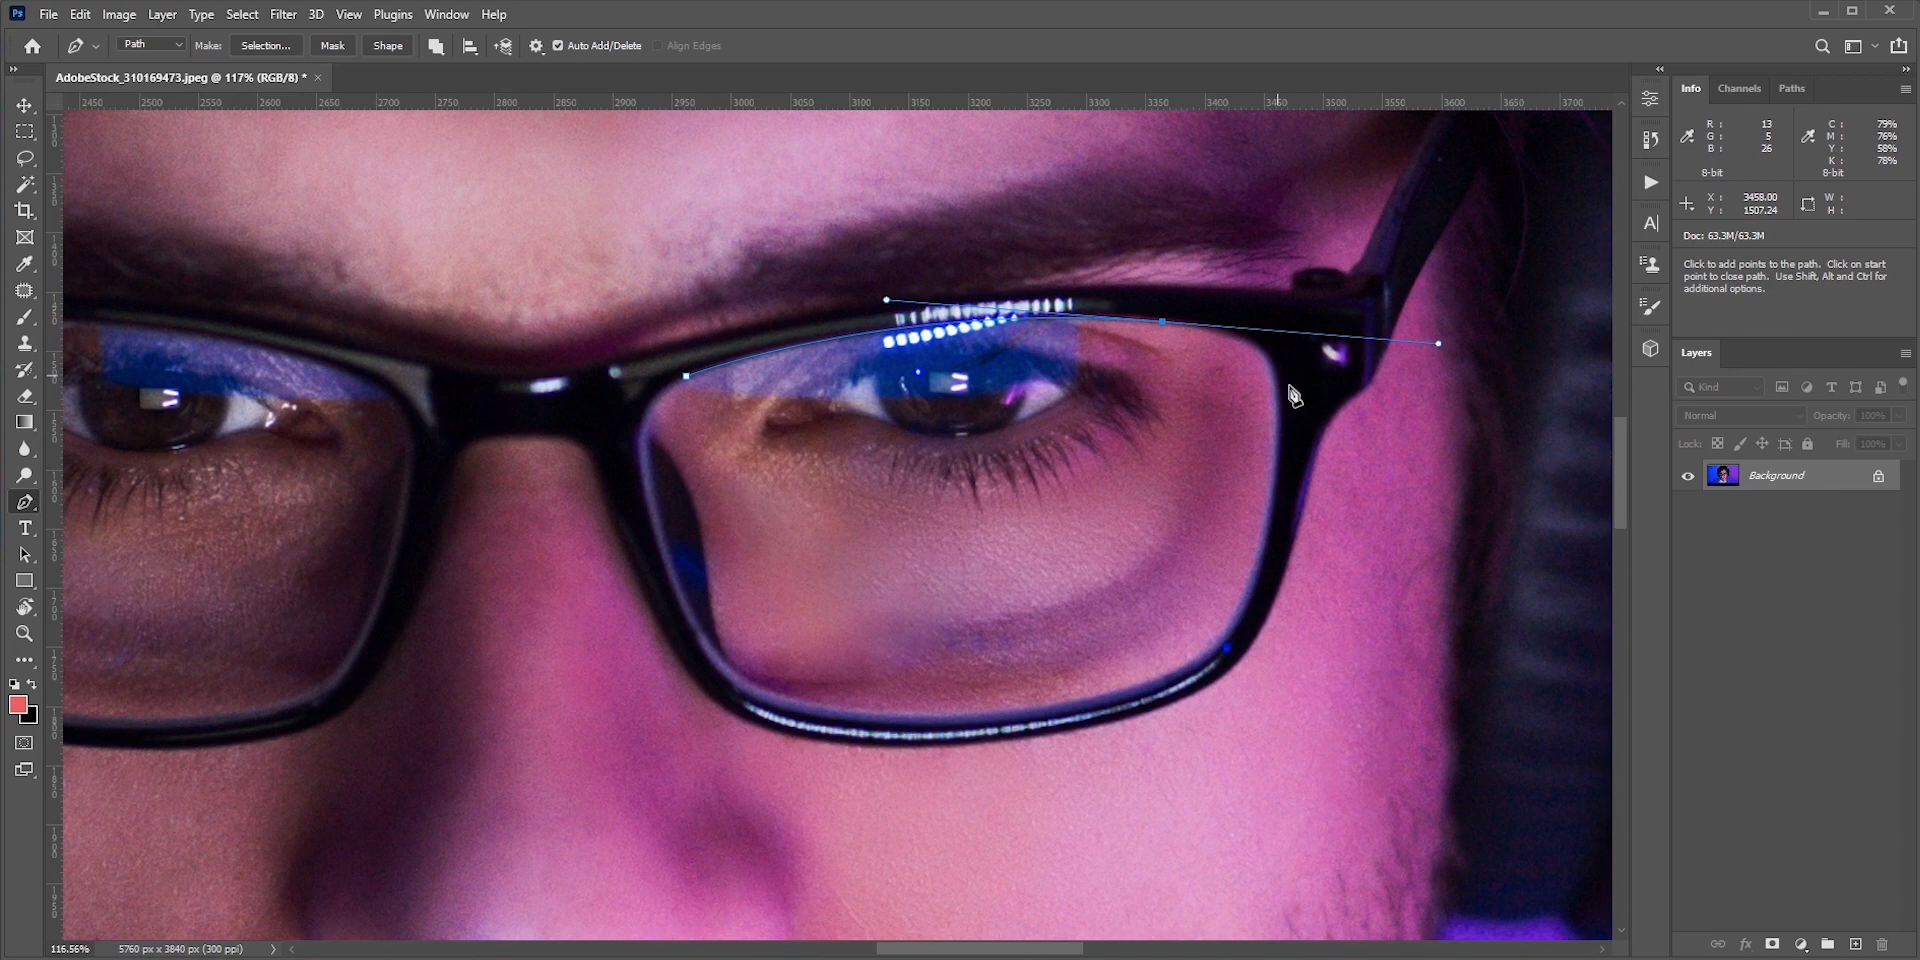 Ps File Edit Image Layer Type Select Filter 3D View Plugins Window Help
Path Make: Selection... Mask Shape Auto Add/Delete Align Edges
AdobeStock_310169473.jpeg @ 117% (RGB/8) * ×
2450 2500 2550 2600 2650 2700 2750 2800 2850 2900 2950 3000 3050 3100 3150 3200 3250 3300 3350 3400 3450 3500 3550 3600 3650 3700
Info Channels Paths
R : 13 C : 79%
G : 5 M : 76%
B : 26 Y : 58%
K : 78%
8-bit 8-bit
X : 3458.00 W :
Y : 1507.24 H :
Doc: 63.3M/63.3M
Click to add points to the path. Click on start
point to close path. Use Shift, Alt and Ctrl for
additional options.
Layers
Kind
Normal Opacity: 100%
Lock: Fill: 100%
Background
fx
116.56% 5760 px x 3840 px (300 ppi)